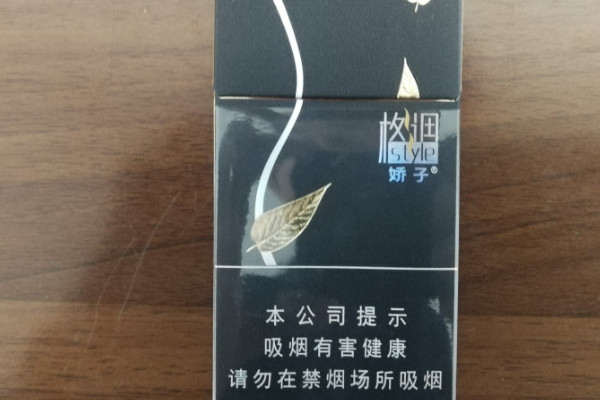 格调
style
娇子®
本公司提示
吸烟有害健康
请勿在禁烟场所吸烟